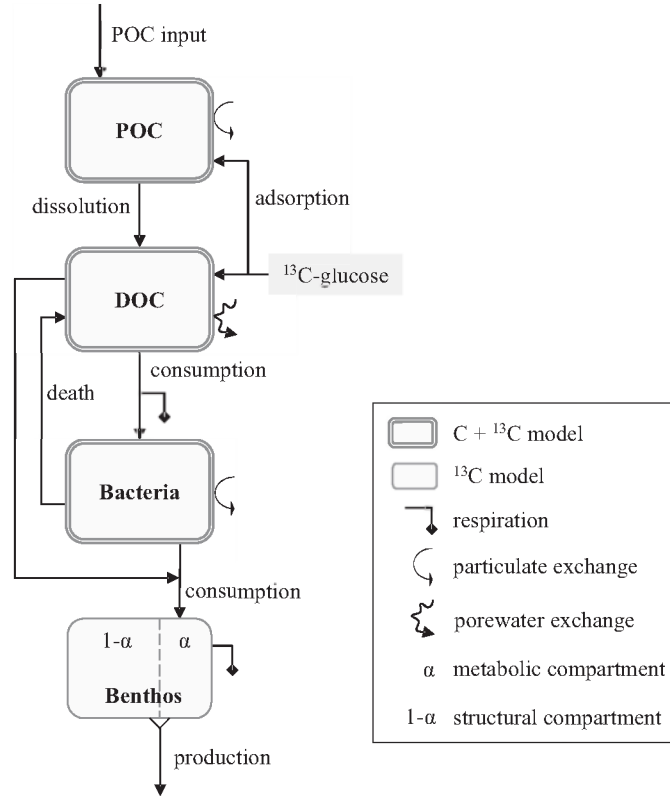 POC input
POC
adsorption
dissolution
¹³C-glucose
DOC
consumption
death
Bacteria
consumption
1-α α
Benthos
production
C + ¹³C model
¹³C model
respiration
particulate exchange
porewater exchange
α metabolic compartment
1-α structural compartment